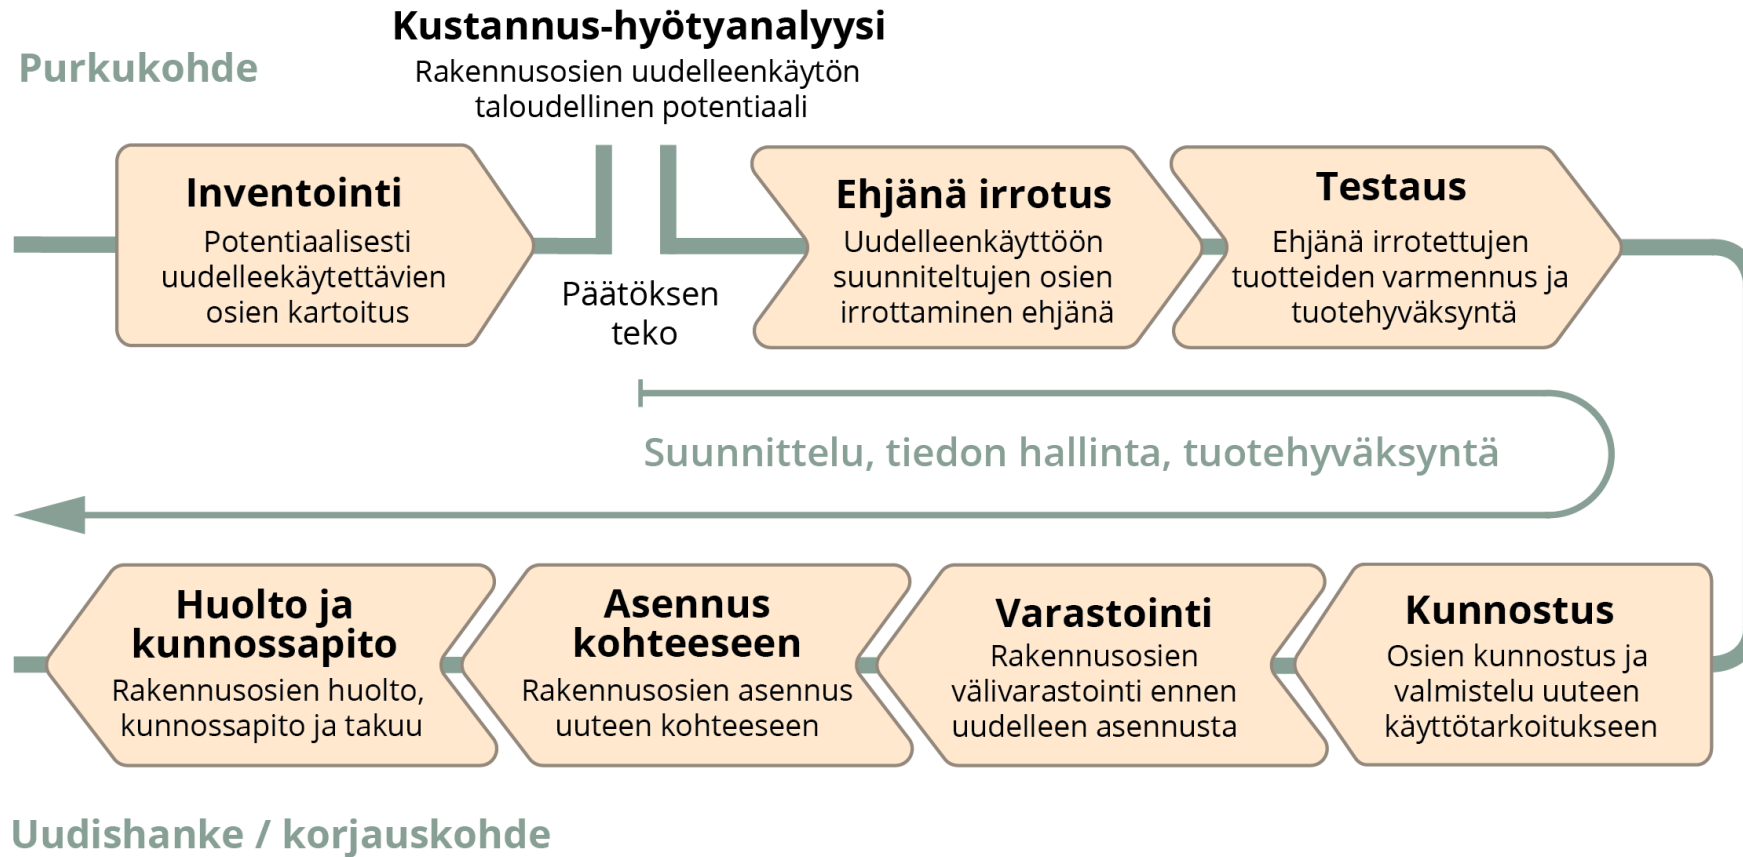 Kustannus-hyötyanalyysi
Purkukohde
Rakennusosien uudelleenkäytön
taloudellinen potentiaali
Inventointi
Potentiaalisesti
uudelleekäytettävien
osien kartoitus
Päätöksen
teko
Ehjänä irrotus
Uudelleenkäyttöön
suunniteltujen osien
irrottaminen ehjänä
Testaus
Ehjänä irrotettujen
tuotteiden varmennus ja
tuotehyväksyntä
Suunnittelu, tiedon hallinta, tuotehyväksyntä
Kunnostus
Osien kunnostus ja
valmistelu uuteen
käyttötarkoitukseen
Varastointi
Rakennusosien
välivarastointi ennen
uudelleen asennusta
Asennus
kohteeseen
Rakennusosien asennus
uuteen kohteeseen
Huolto ja
kunnossapito
Rakennusosien huolto,
kunnossapito ja takuu
Uudishanke / korjauskohde